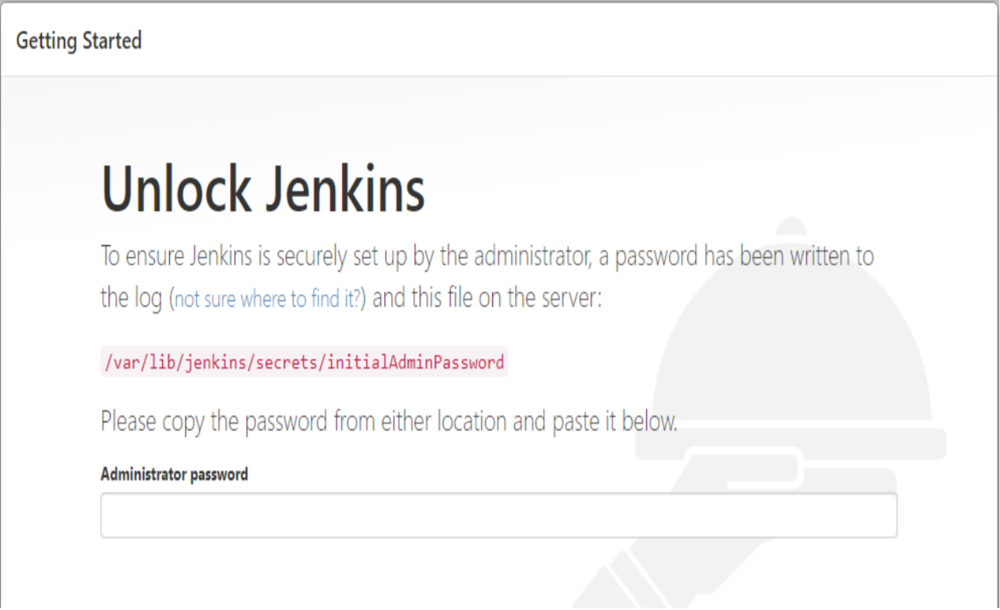 Getting Started
Unlock Jenkins
To ensure Jenkins is securely set up by the administrator, a password has been written to
the log (not sure where to find it?) and this file on the server:
/var/lib/jenkins/secrets/initialAdminPassword
Please copy the password from either location and paste it below.
Administrator password